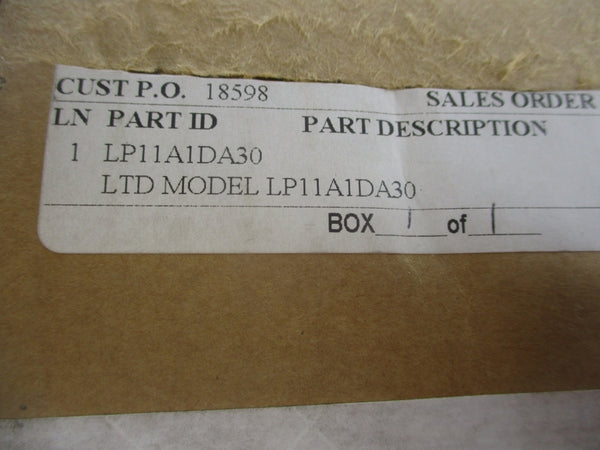 CUST P.O. 18598 SALES ORDER
LN PART ID PART DESCRIPTION
1 LP11A1DA30
LTD MODEL LP11A1DA30
BOX 1 of 1